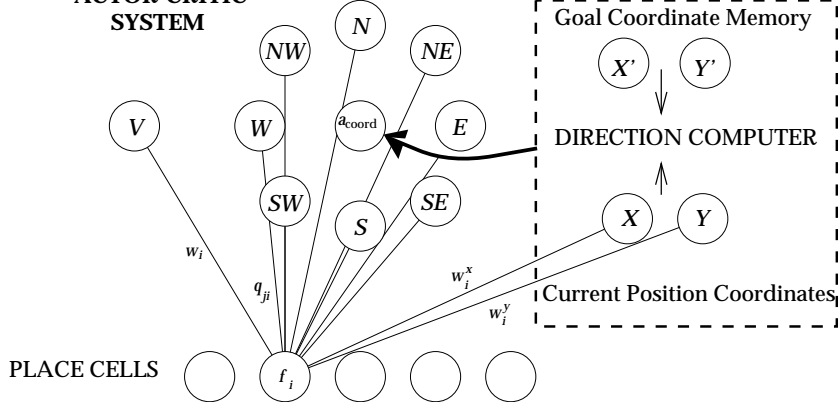 SYSTEM
N
NW
NE
V
W
a_coord
E
SW
S
SE
w_i
q_ji
Goal Coordinate Memory
X' Y'
DIRECTION COMPUTER
X Y
w_i^x
w_i^y
Current Position Coordinates
PLACE CELLS
f_i